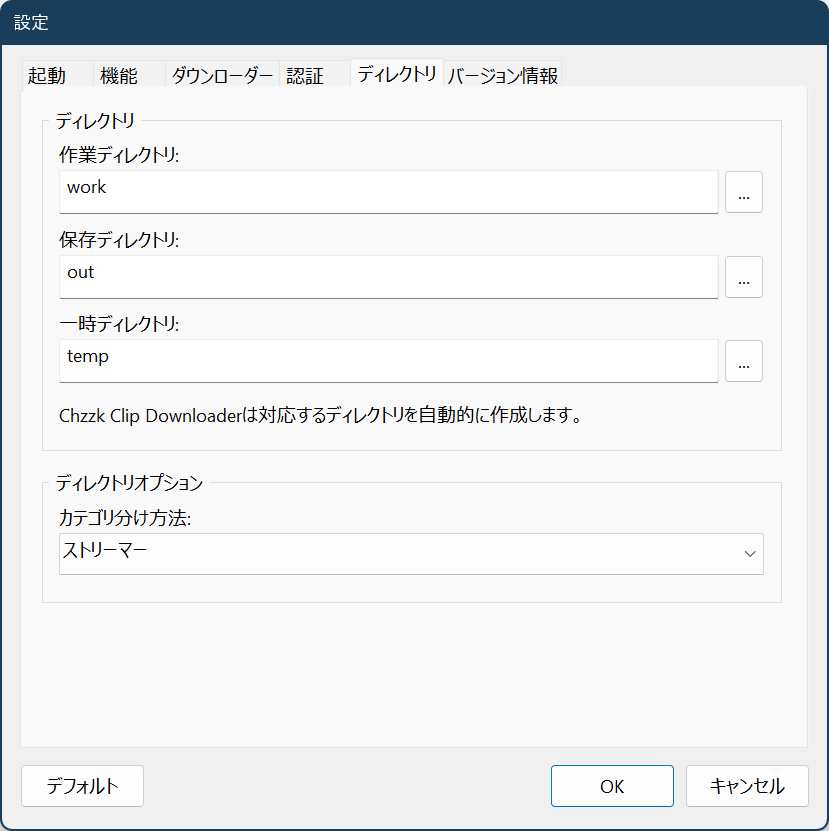 設定
起動 機能 ダウンローダー 認証 ディレクトリ バージョン情報
ディレクトリ
作業ディレクトリ:
work ...
保存ディレクトリ:
out ...
一時ディレクトリ:
temp ...
Chzzk Clip Downloaderは対応するディレクトリを自動的に作成します。
ディレクトリオプション
カテゴリ分け方法:
ストリーマー
デフォルト OK キャンセル